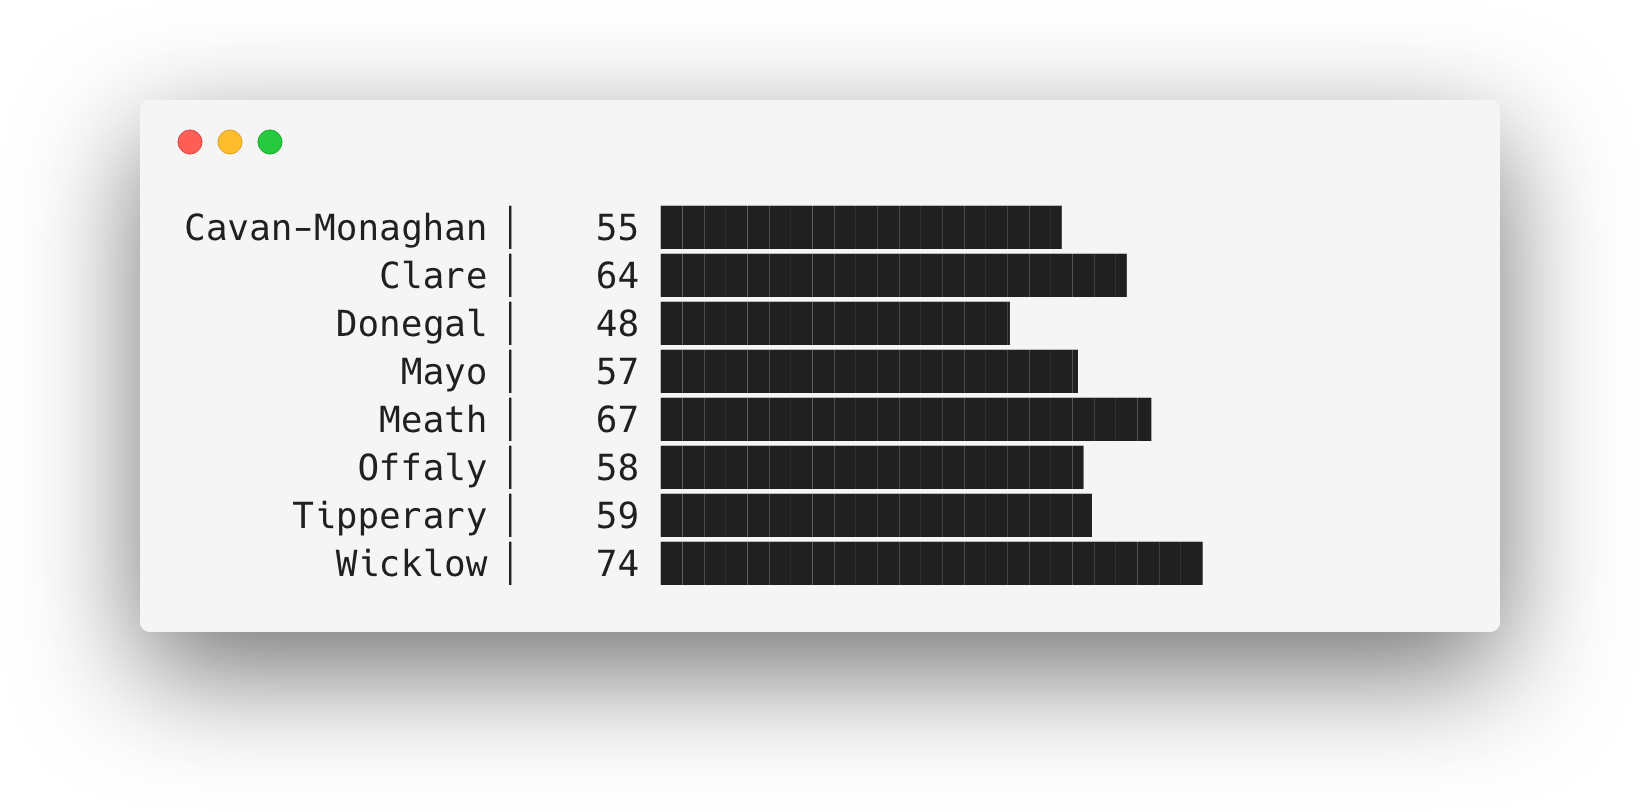 Cavan-Monaghan | 55
Clare | 64
Donegal | 48
Mayo | 57
Meath | 67
Offaly | 58
Tipperary | 59
Wicklow | 74